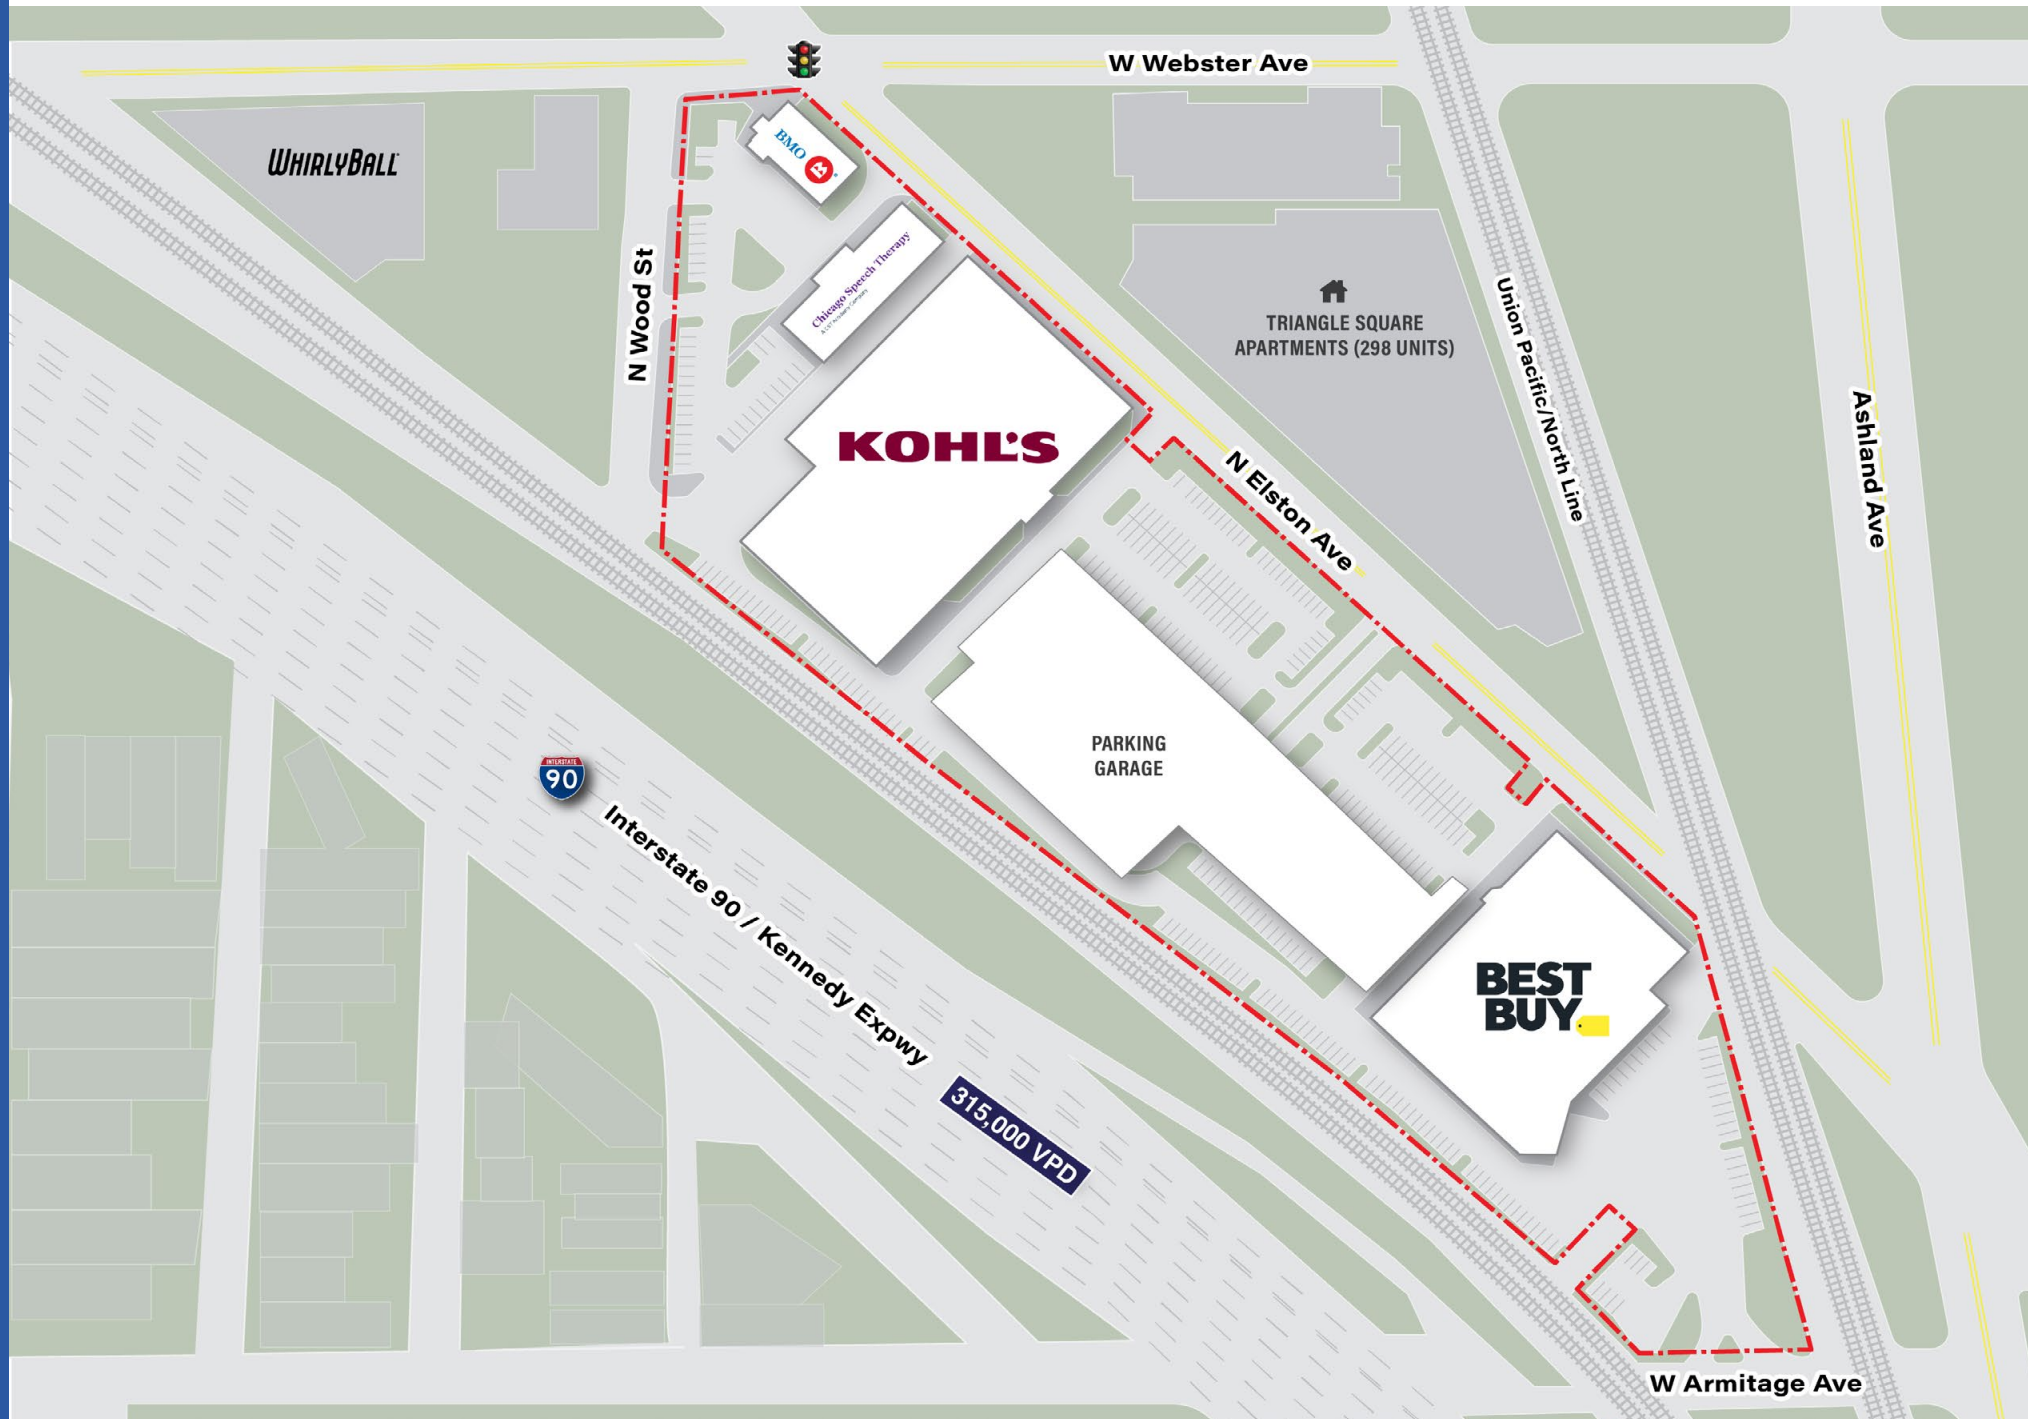 W Webster Ave
WHIRLYBALL
BMO
N Wood St
Chicago Speech Therapy
KOHL'S
TRIANGLE SQUARE
APARTMENTS (298 UNITS)
Union Pacific/North Line
Ashland Ave
N Elston Ave
PARKING
GARAGE
INTERSTATE
90
Interstate 90 / Kennedy Expwy
315,000 VPD
BEST
BUY
W Armitage Ave